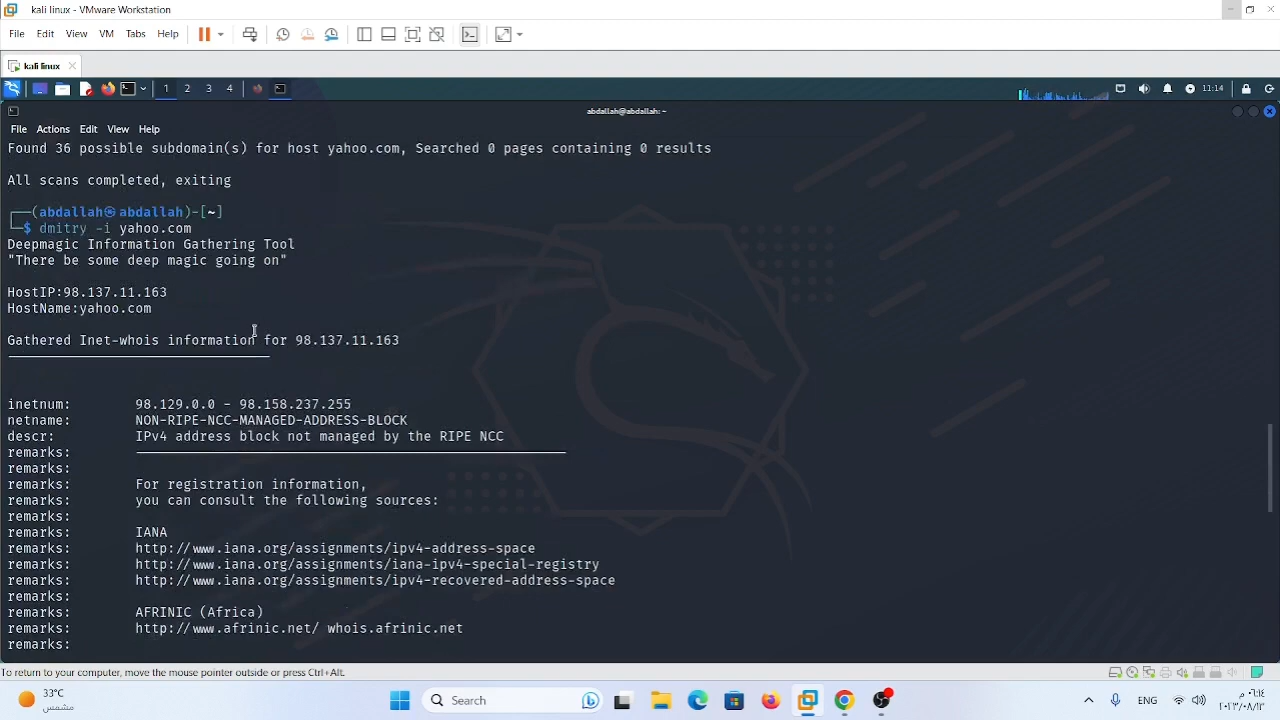 kali linux - VMware Workstation
File Edit View VM Tabs Help
kali linux
1 2 3 4 11:14
abdallah@abdallah: ~
File Actions Edit View Help
Found 36 possible subdomain(s) for host yahoo.com, Searched 0 pages containing 0 results
All scans completed, exiting
┌──(abdallah㉿abdallah)-[~]
└─$ dmitry -i yahoo.com
Deepmagic Information Gathering Tool
"There be some deep magic going on"
HostIP:98.137.11.163
HostName:yahoo.com
Gathered Inet-whois information for 98.137.11.163
inetnum: 98.129.0.0 - 98.158.237.255
netname: NON-RIPE-NCC-MANAGED-ADDRESS-BLOCK
descr: IPv4 address block not managed by the RIPE NCC
remarks:
remarks:
remarks: For registration information,
remarks: you can consult the following sources:
remarks:
remarks: IANA
remarks: http://www.iana.org/assignments/ipv4-address-space
remarks: http://www.iana.org/assignments/iana-ipv4-special-registry
remarks: http://www.iana.org/assignments/ipv4-recovered-address-space
remarks:
remarks: AFRINIC (Africa)
remarks: http://www.afrinic.net/ whois.afrinic.net
remarks:
To return to your computer, move the mouse pointer outside or press Ctrl+Alt.
33°C
مشمس
Search
ENG